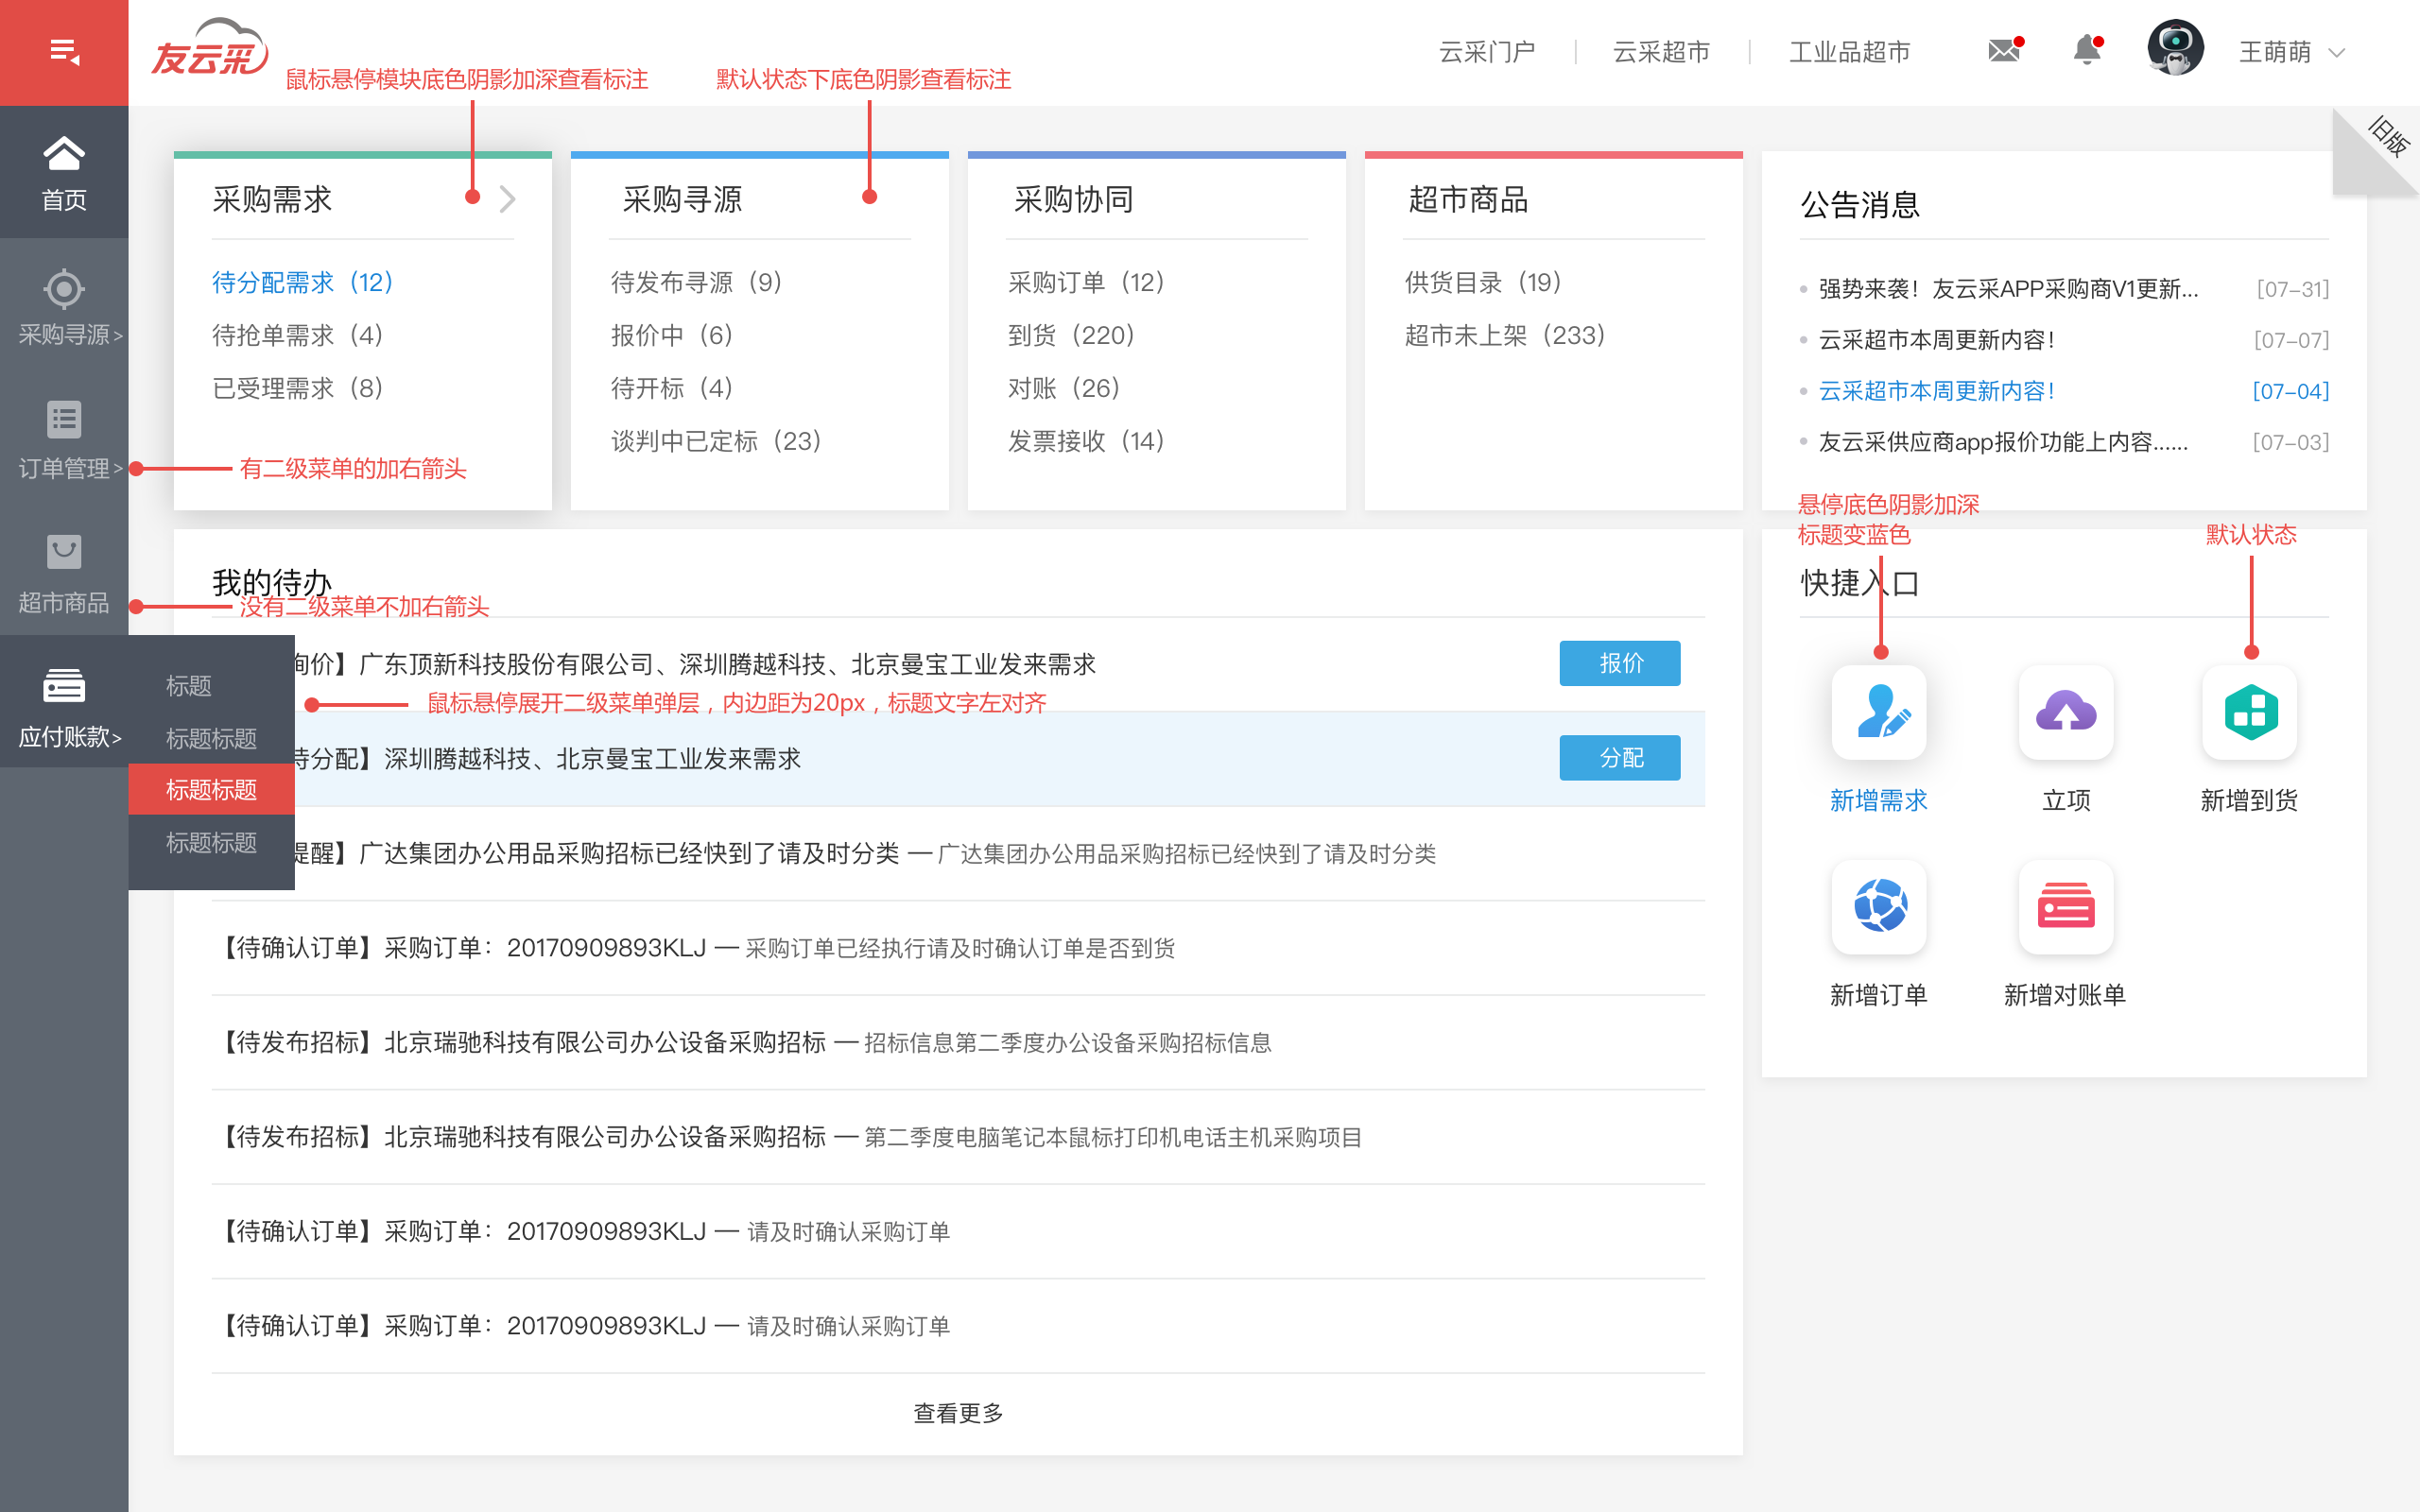 友云采
云采门户
云采超市
工业品超市
王萌萌
鼠标悬停模块底色阴影加深查看标注
默认状态下底色阴影查看标注
旧版
首页
采购寻源>
订单管理>
超市商品
应付账款>
标题
标题标题
标题标题
标题标题
有二级菜单的加右箭头
没有二级菜单不加右箭头
鼠标悬停展开二级菜单弹层，内边距为20px，标题文字左对齐
采购需求
待分配需求（12）
待抢单需求（4）
已受理需求（8）
采购寻源
待发布寻源（9）
报价中（6）
待开标（4）
谈判中已定标（23）
采购协同
采购订单（12）
到货（220）
对账（26）
发票接收（14）
超市商品
供货目录（19）
超市未上架（233）
公告消息
强势来袭！友云采APP采购商V1更新... [07-31]
云采超市本周更新内容！ [07-07]
云采超市本周更新内容！ [07-04]
友云采供应商app报价功能上内容...... [07-03]
我的待办
询价】广东顶新科技股份有限公司、深圳腾越科技、北京曼宝工业发来需求
报价
待分配】深圳腾越科技、北京曼宝工业发来需求
分配
提醒】广达集团办公用品采购招标已经快到了请及时分类 — 广达集团办公用品采购招标已经快到了请及时分类
【待确认订单】采购订单：20170909893KLJ — 采购订单已经执行请及时确认订单是否到货
【待发布招标】北京瑞驰科技有限公司办公设备采购招标 — 招标信息第二季度办公设备采购招标信息
【待发布招标】北京瑞驰科技有限公司办公设备采购招标 — 第二季度电脑笔记本鼠标打印机电话主机采购项目
【待确认订单】采购订单：20170909893KLJ — 请及时确认采购订单
【待确认订单】采购订单：20170909893KLJ — 请及时确认采购订单
查看更多
悬停底色阴影加深
标题变蓝色
默认状态
快捷入口
新增需求
立项
新增到货
新增订单
新增对账单